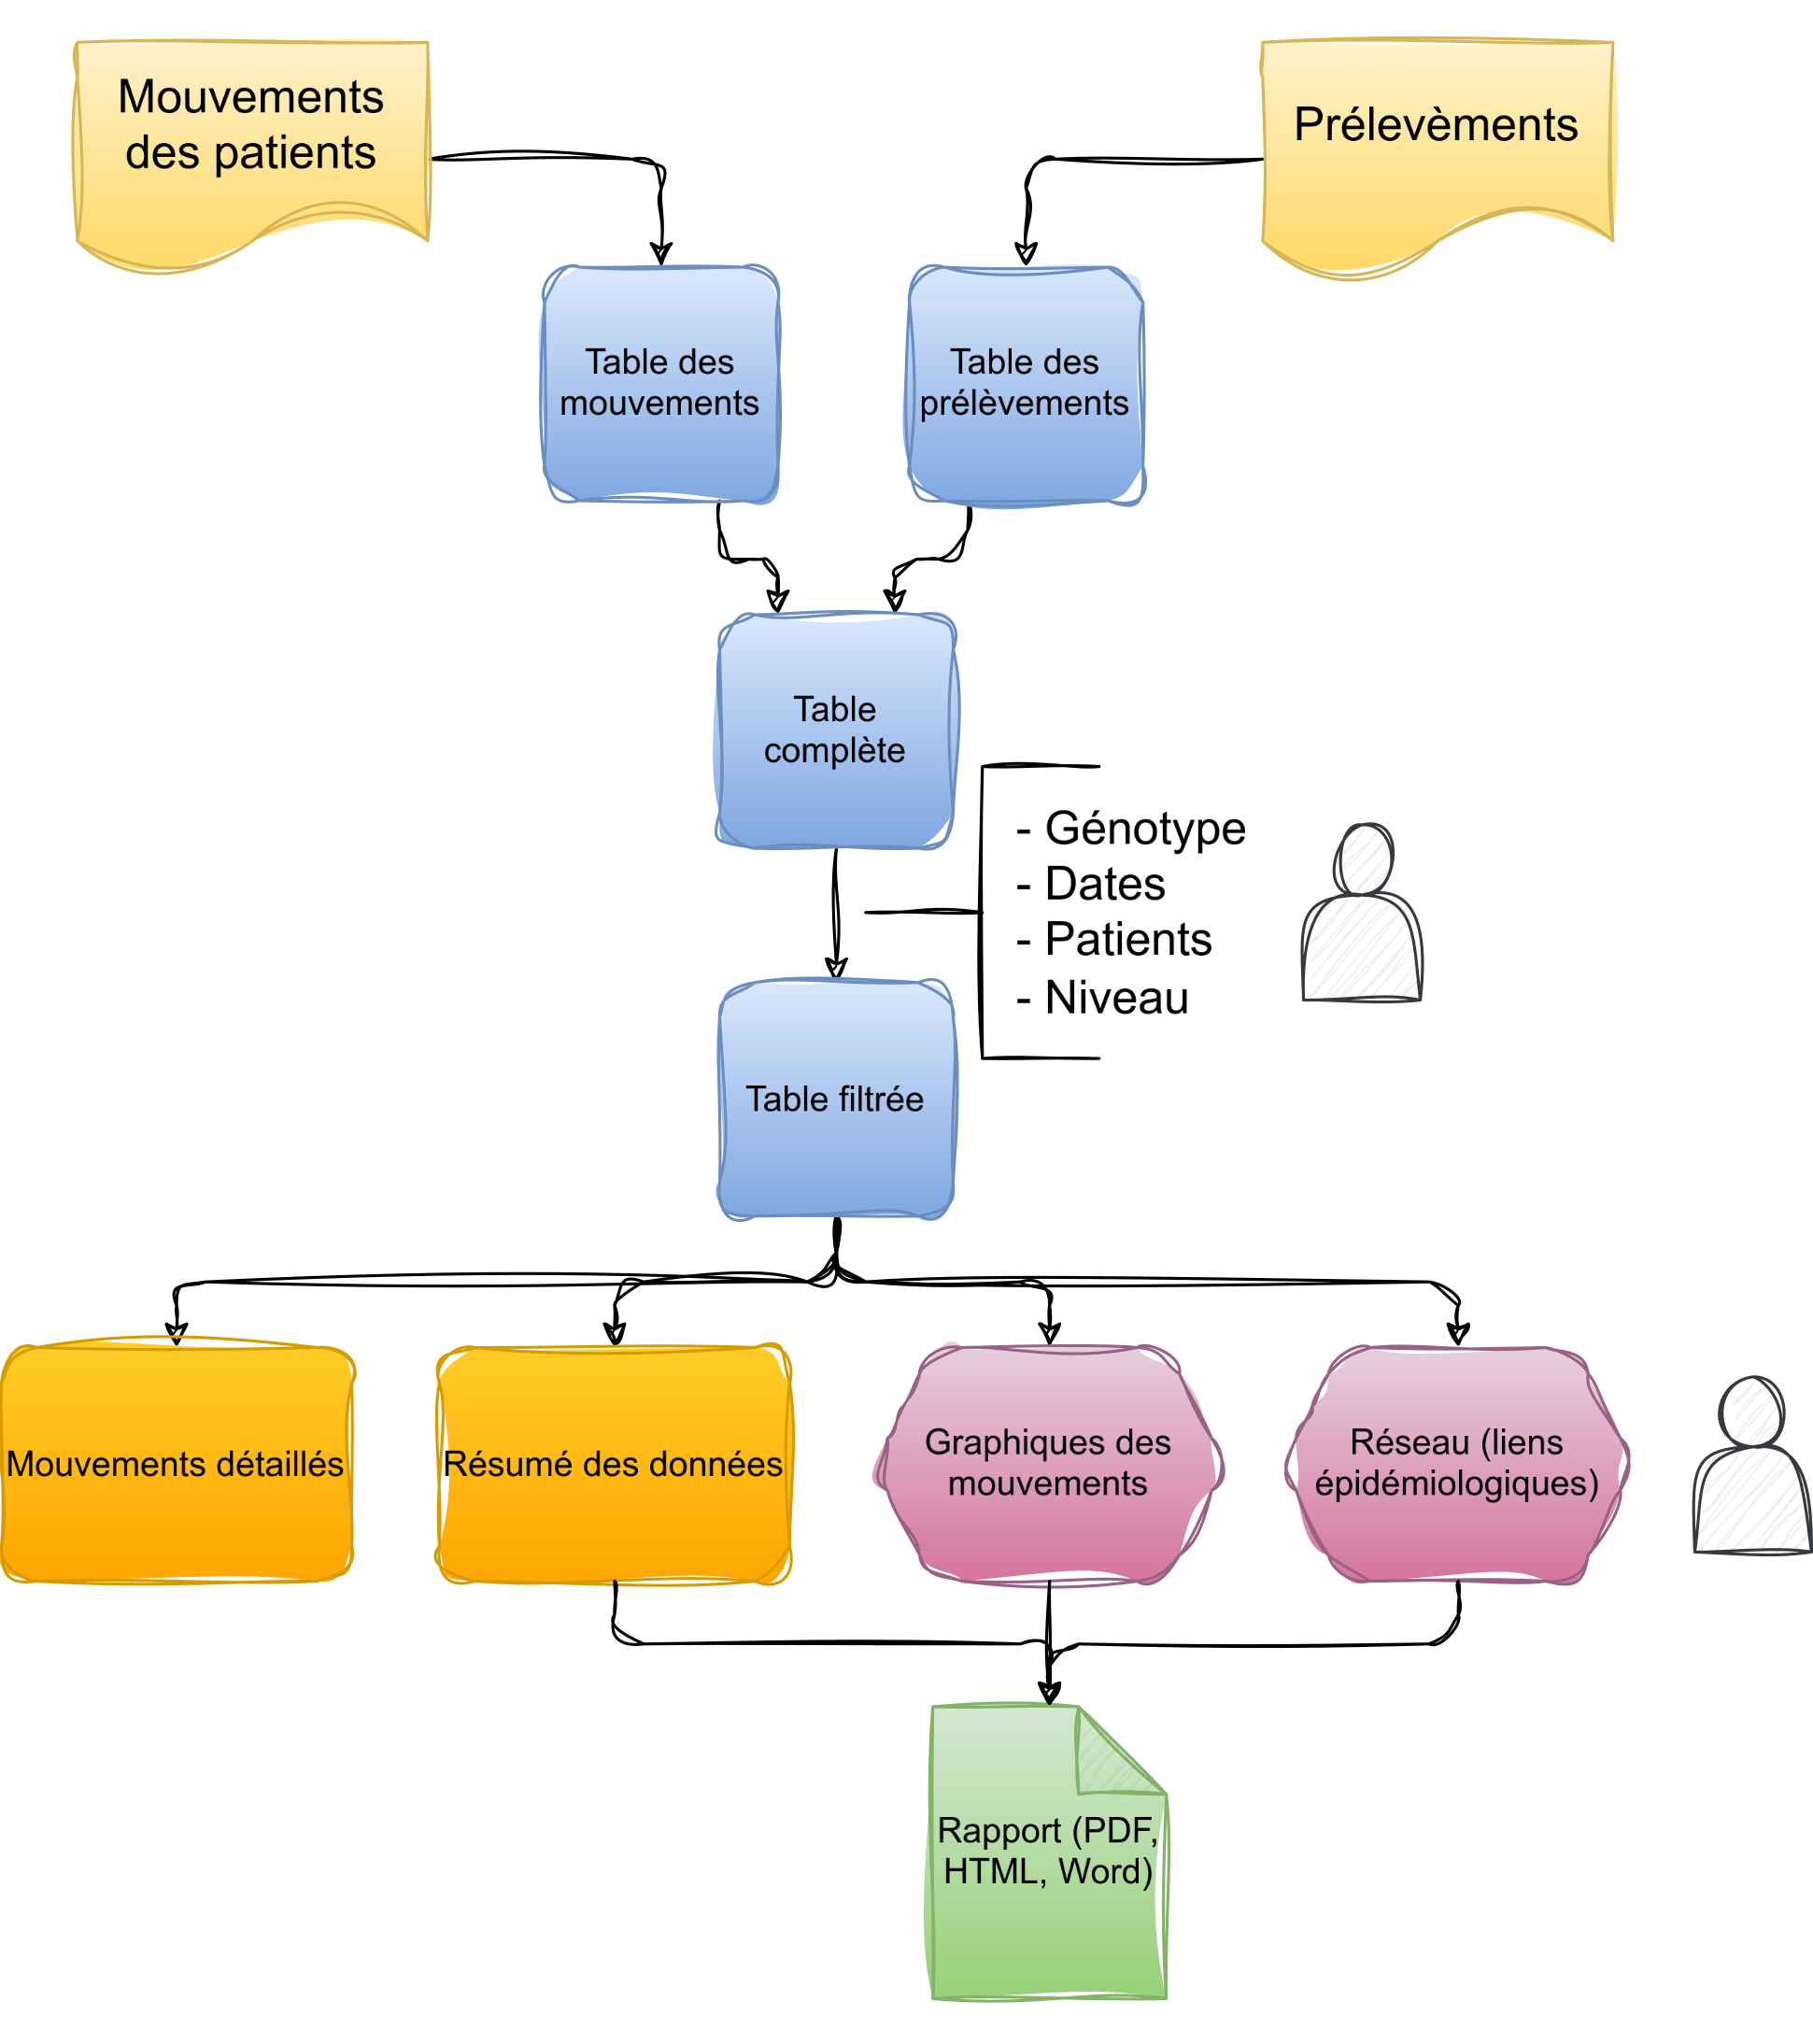 Mouvements
des patients
Prélevèments
Table des
mouvements
Table des
prélèvements
Table
complète
- Génotype
- Dates
- Patients
- Niveau
Table filtrée
Mouvements détaillés
Résumé des données
Graphiques des
mouvements
Réseau (liens
épidémiologiques)
Rapport (PDF,
HTML, Word)